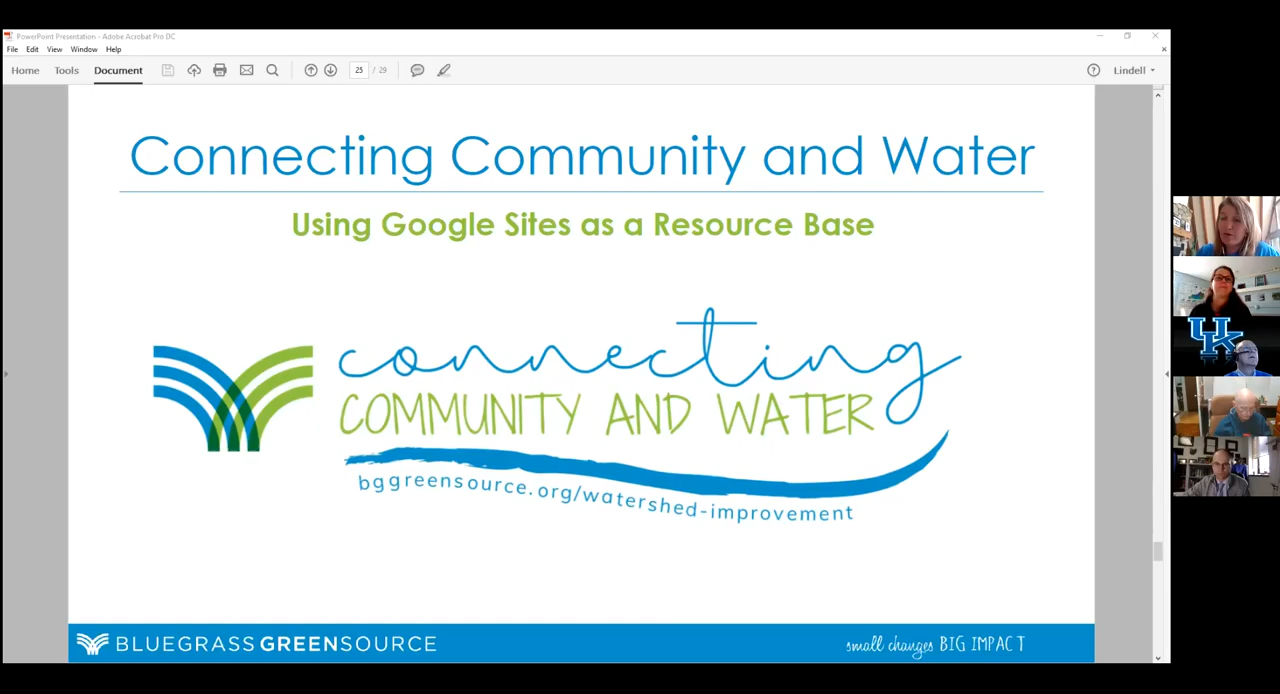 PowerPoint Presentation - Adobe Acrobat Pro DC
File Edit View Window Help
Home Tools Document 25 / 29 Lindell
Connecting Community and Water
Using Google Sites as a Resource Base
connecting
COMMUNITY AND WATER
bggreensource.org/watershed-improvement
BLUEGRASS GREENSOURCE
small changes BIG IMPACT
UK